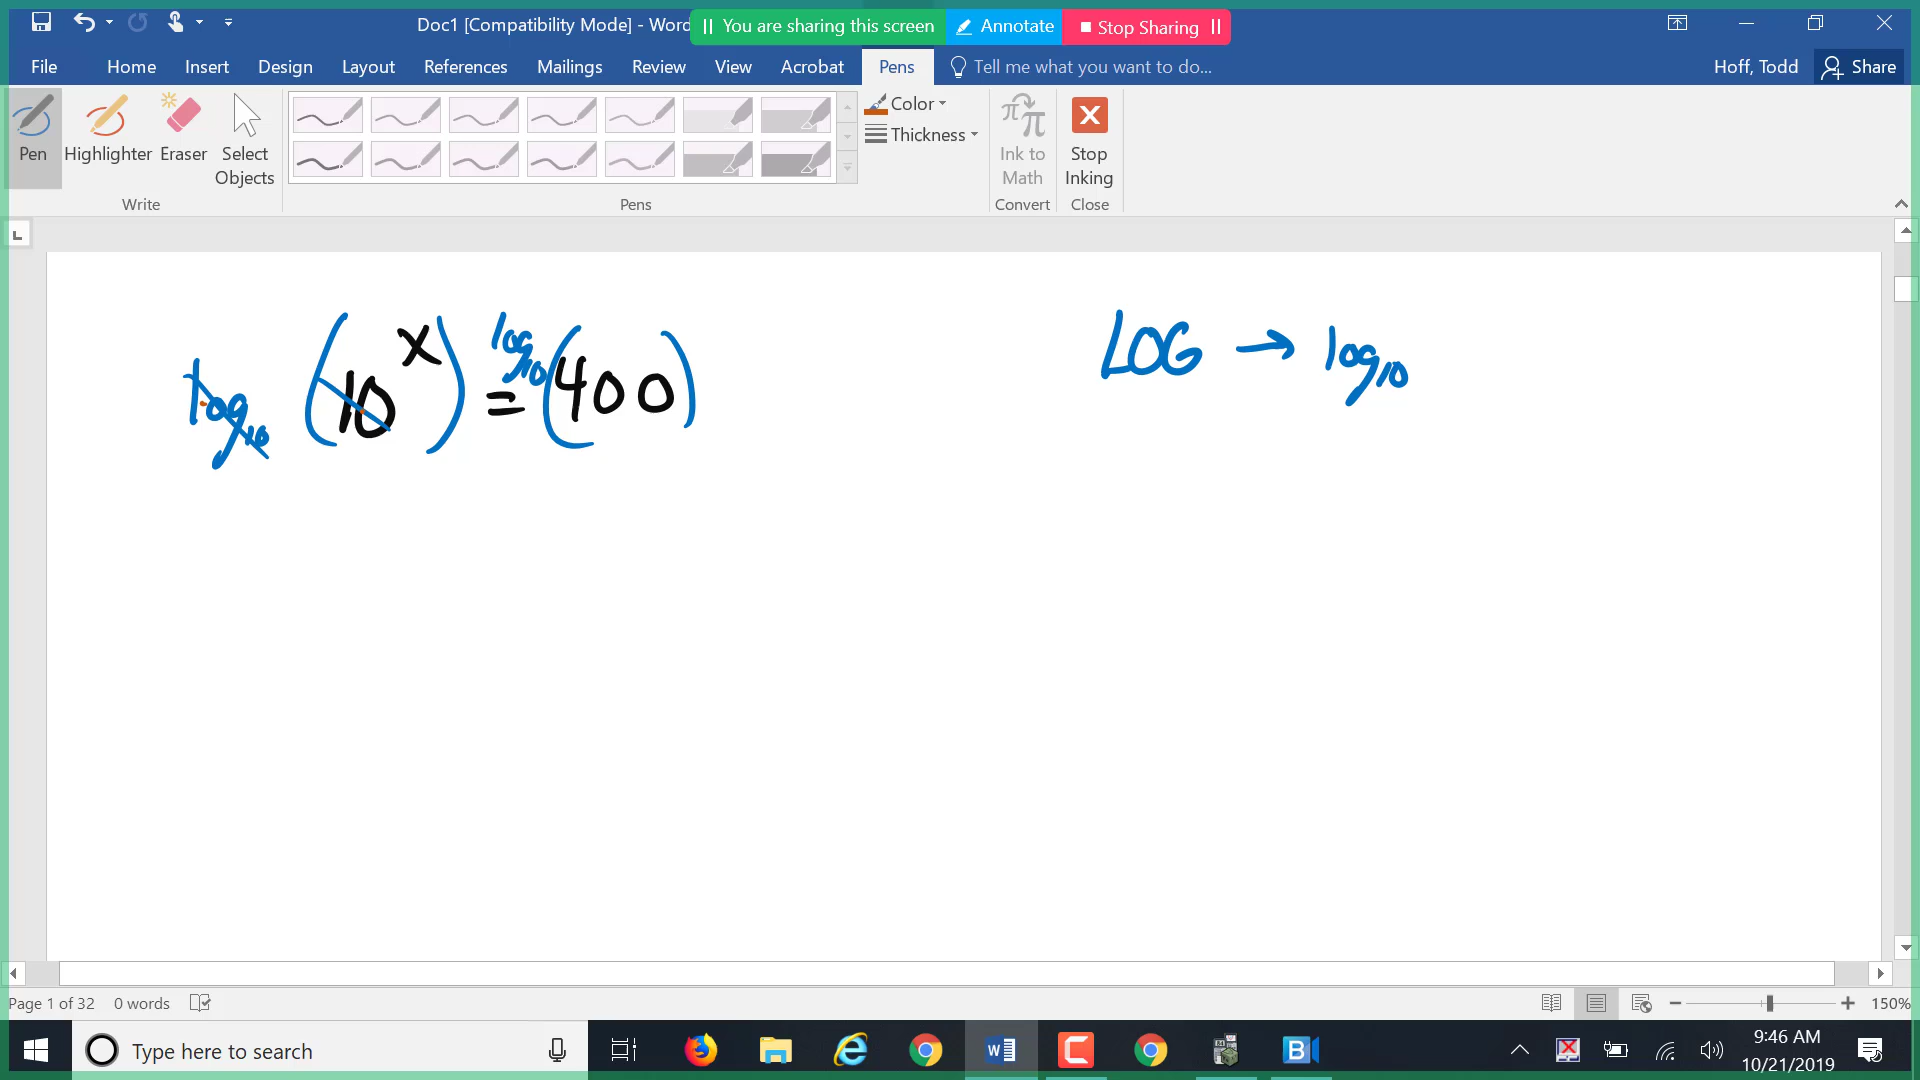 Doc1 [Compatibility Mode] - Word
You are sharing this screen
Annotate
Stop Sharing
File Home Insert Design Layout References Mailings Review View Acrobat Pens Tell me what you want to do... Hoff, Todd Share
Pen Highlighter Eraser Select Objects
Color
Thickness
Ink to Math
Stop Inking
Write Pens Convert Close
log₁₀ (10ˣ) = log₁₀ (400)
LOG → log₁₀
Page 1 of 32 0 words 150%
Type here to search
9:46 AM
10/21/2019